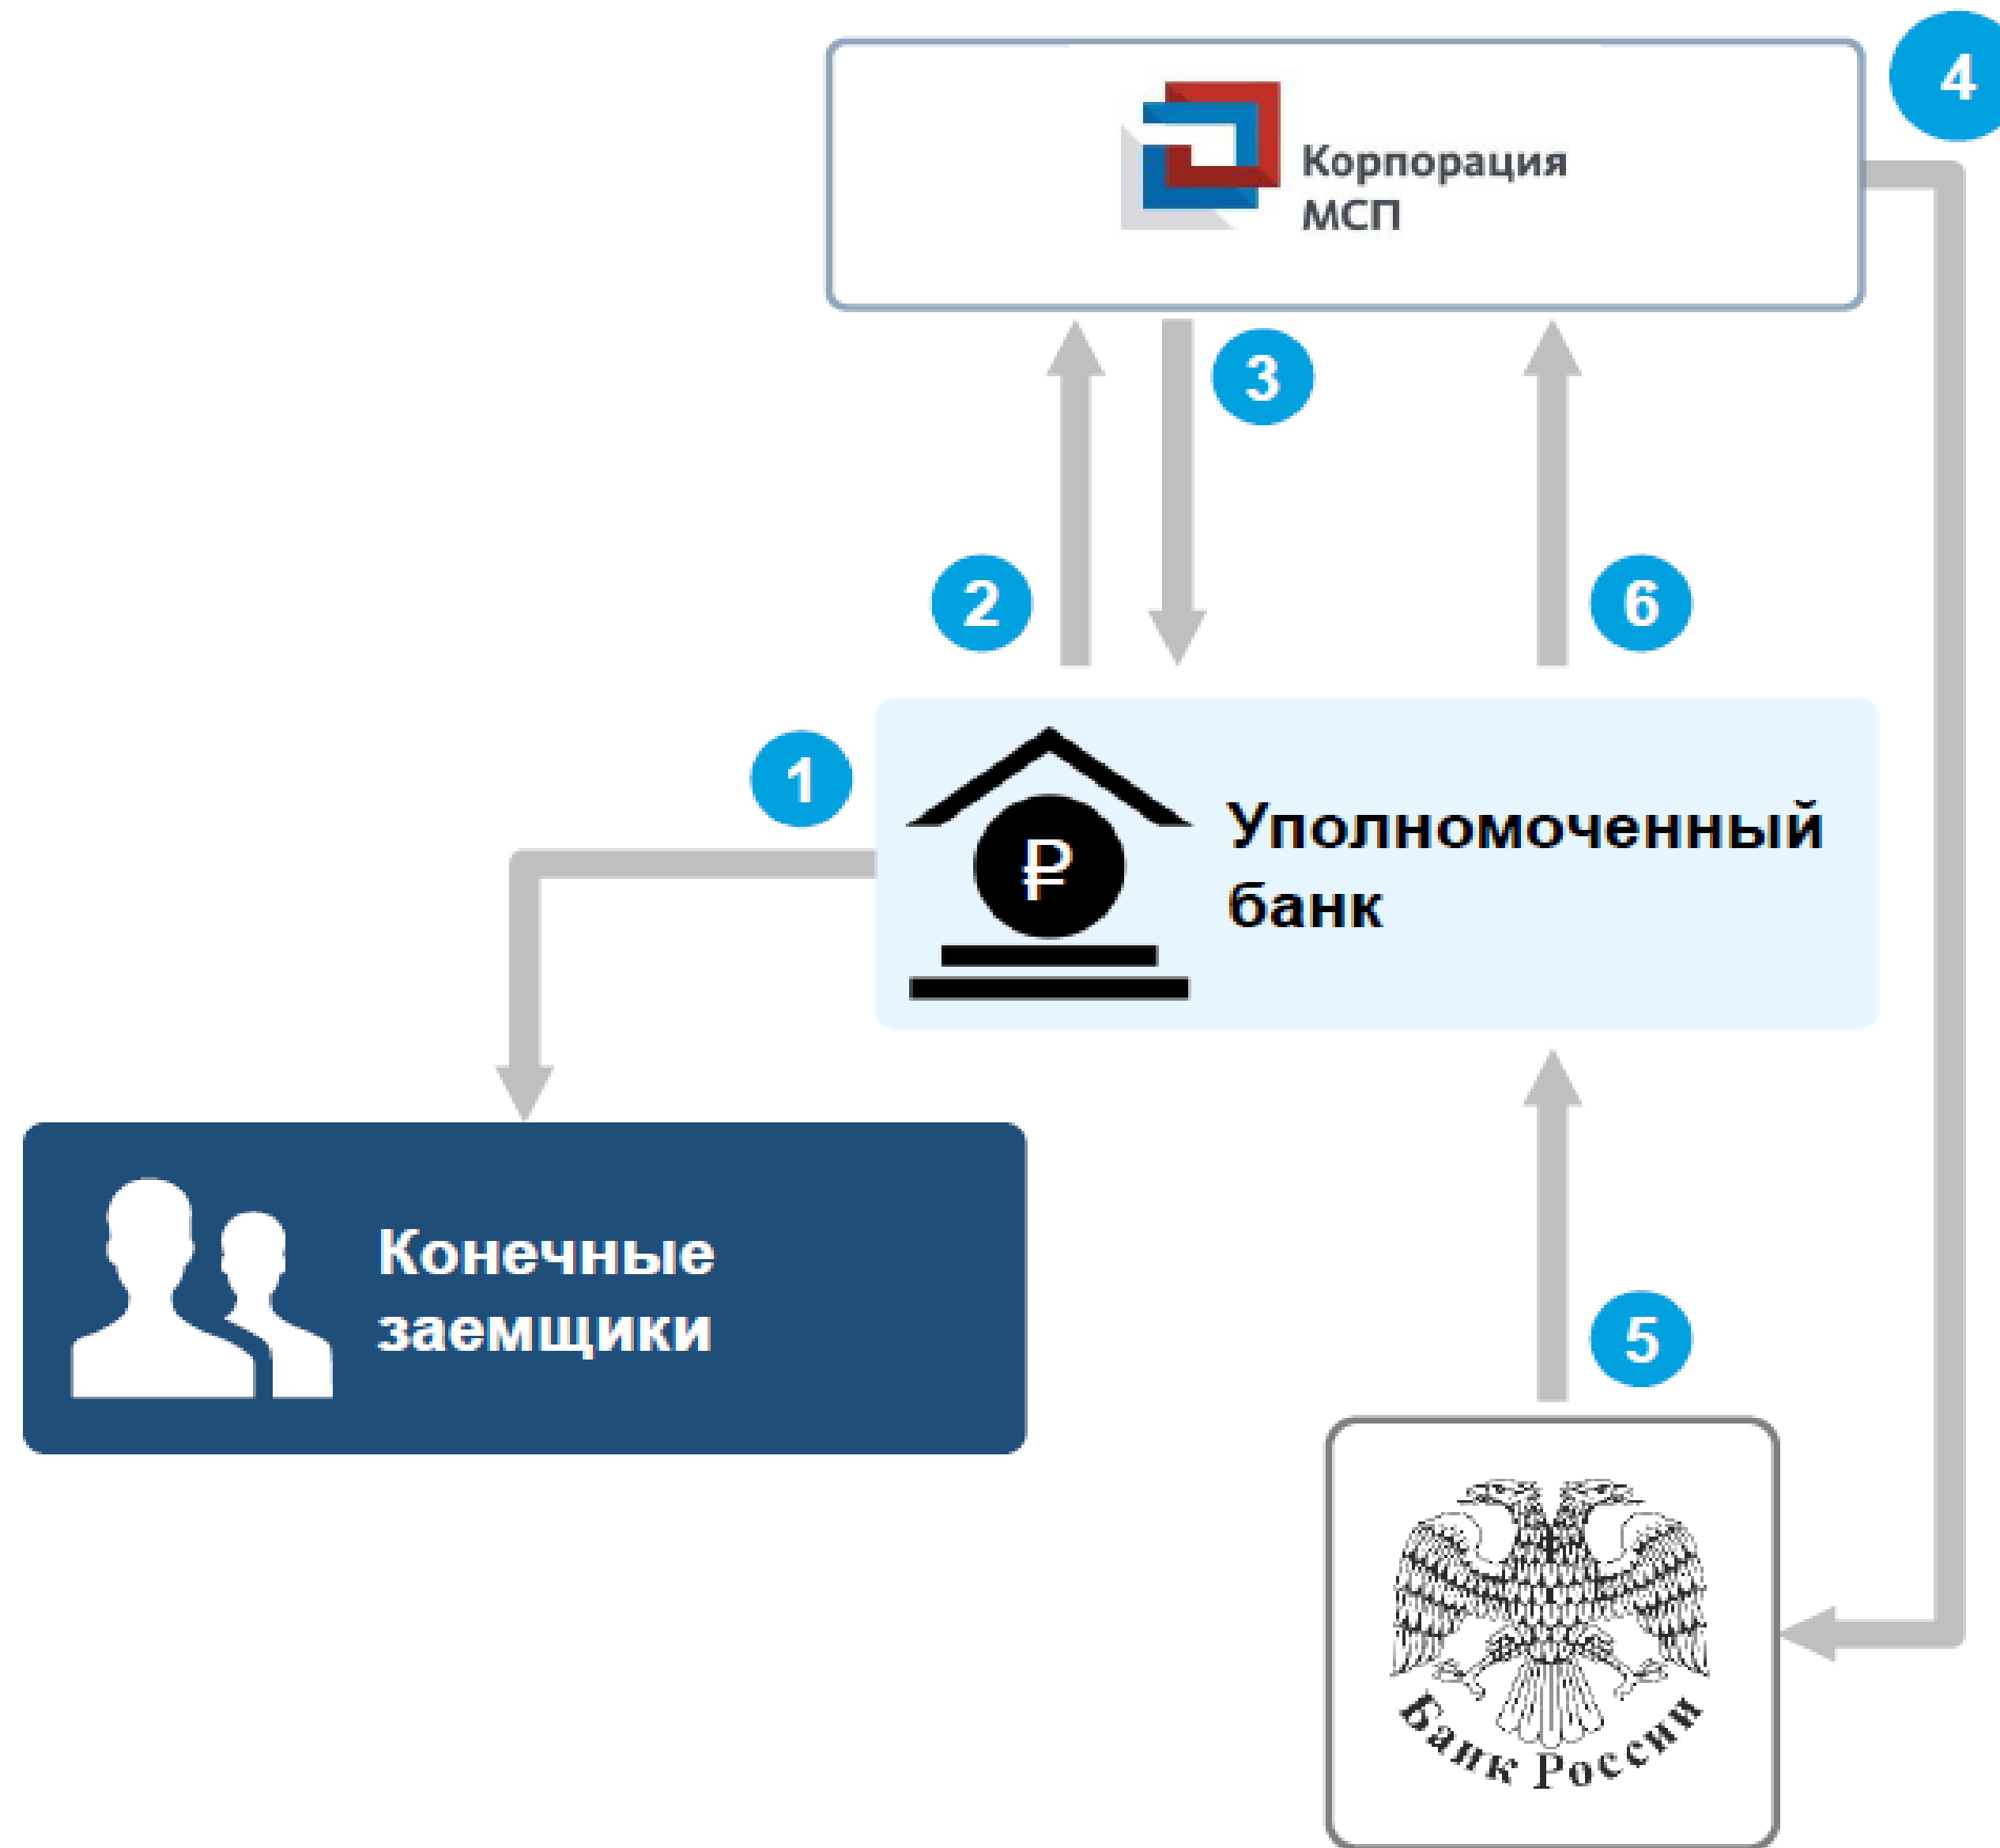 4
Корпорация
МСП
3
2
6
1
₽
Уполномоченный
банк
Конечные
заемщики
5
Банк России